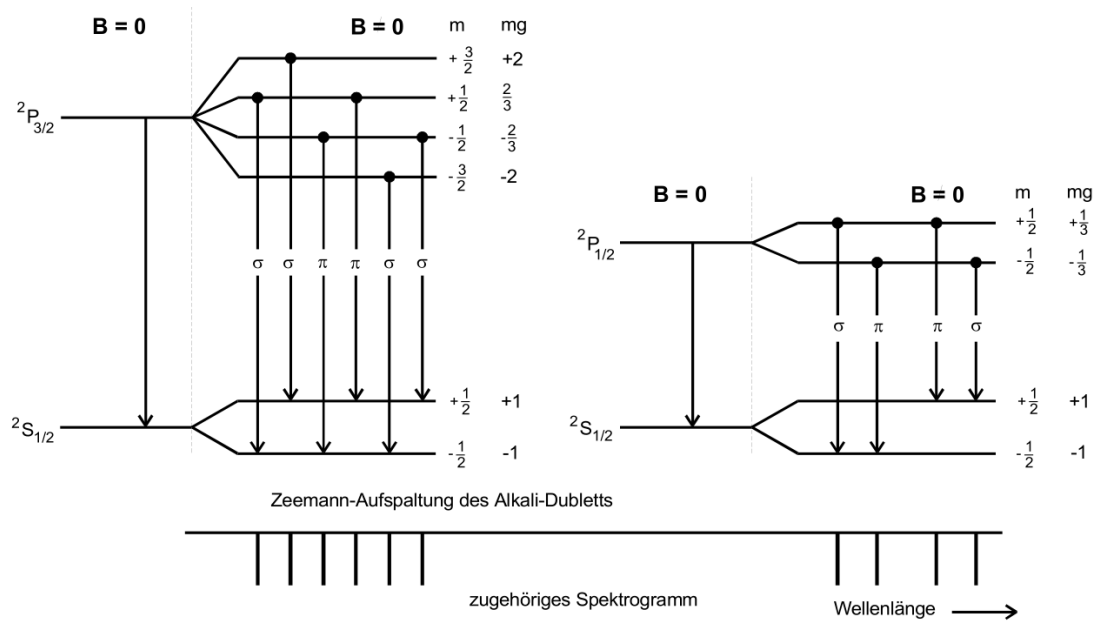 B = 0 B = 0 m mg
+3/2 +2
+1/2 2/3
²P₃/₂
-1/2 -2/3
-3/2 -2
σ σ π π σ σ
+1/2 +1
²S₁/₂
-1/2 -1
B = 0 B = 0 m mg
+1/2 +1/3
²P₁/₂
-1/2 -1/3
σ π π σ
+1/2 +1
²S₁/₂
-1/2 -1
Zeemann-Aufspaltung des Alkali-Dubletts
zugehöriges Spektrogramm
Wellenlänge